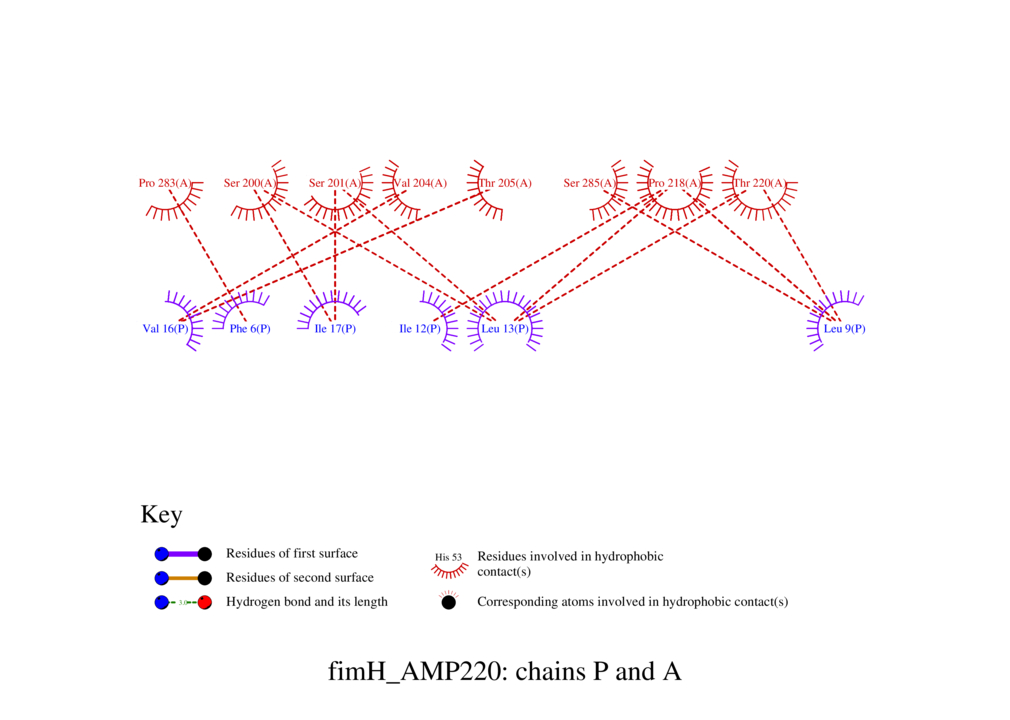 Pro 283(A) Ser 200(A) Ser 201(A) Val 204(A) Thr 205(A) Ser 285(A) Pro 218(A) Thr 220(A)
Val 16(P) Phe 6(P) Ile 17(P) Ile 12(P) Leu 13(P) Leu 9(P)
Key
Residues of first surface
Residues of second surface
3.0 Hydrogen bond and its length
His 53 Residues involved in hydrophobic
contact(s)
Corresponding atoms involved in hydrophobic contact(s)
fimH_AMP220: chains P and A